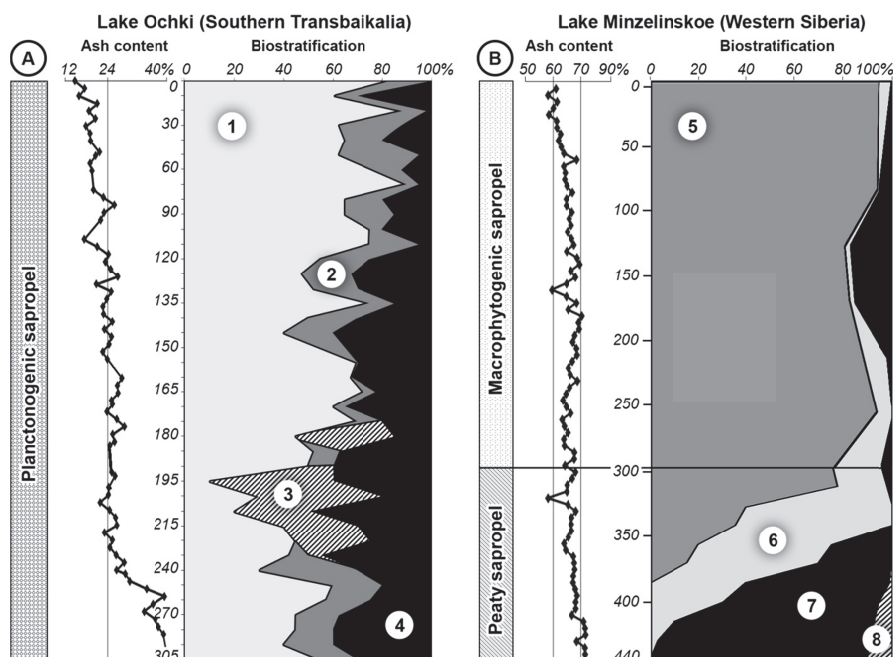 Lake Ochki (Southern Transbaikalia)
A
Ash content
Biostratification
12 24 40%
0 20 40 60 80 100%
Planctonogenic sapropel
0
30
60
90
120
135
150
165
180
195
215
240
270
305
1
2
3
4
Lake Minzelinskoe (Western Siberia)
B
Ash content
Biostratification
50 60 70 90%
0 20 40 60 80 100%
Macrophytogenic sapropel
Peaty sapropel
0
50
100
150
200
250
300
350
400
440
5
6
7
8